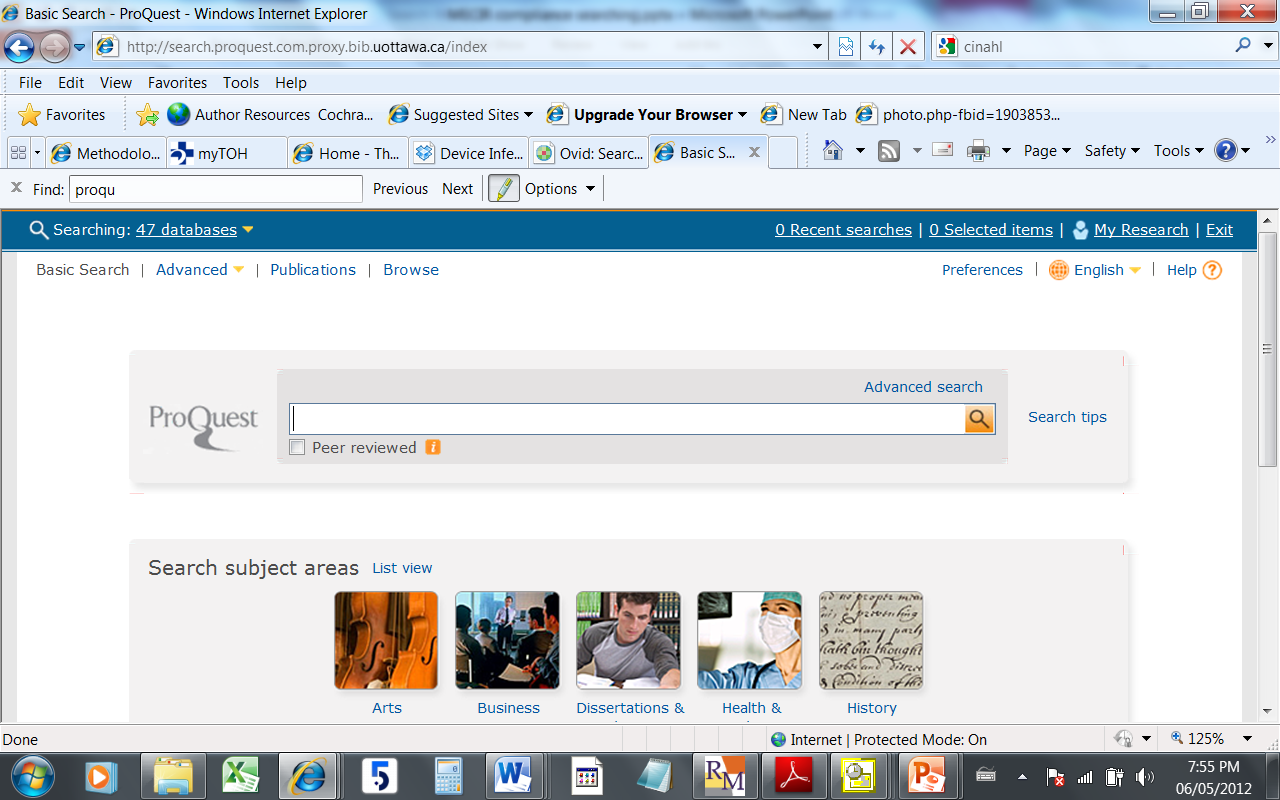 Basic Search - ProQuest - Windows Internet Explorer
http://search.proquest.com.proxy.bib.uottawa.ca/index
cinahl
File Edit View Favorites Tools Help
Favorites Author Resources Cochra... Suggested Sites Upgrade Your Browser New Tab photo.php-fbid=1903853...
Methodolo... myTOH Home - Th... Device Infe... Ovid: Searc... Basic S... X Page Safety Tools ? »
x Find: proqu Previous Next Options
Searching: 47 databases 0 Recent searches | 0 Selected items | My Research | Exit
Basic Search | Advanced | Publications | Browse Preferences | English | Help ?
Advanced search
ProQuest
Search tips
Peer reviewed i
Search subject areas List view
Arts Business Dissertations & Health & History
Done Internet | Protected Mode: On 125%
5 W RM P
7:55 PM
06/05/2012